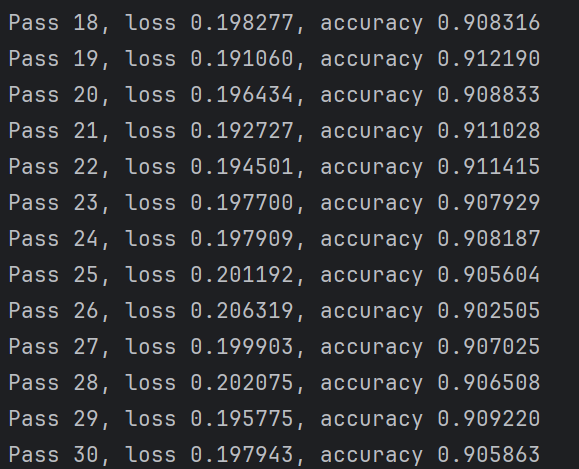 Pass 18, loss 0.198277, accuracy 0.908316
Pass 19, loss 0.191060, accuracy 0.912190
Pass 20, loss 0.196434, accuracy 0.908833
Pass 21, loss 0.192727, accuracy 0.911028
Pass 22, loss 0.194501, accuracy 0.911415
Pass 23, loss 0.197700, accuracy 0.907929
Pass 24, loss 0.197909, accuracy 0.908187
Pass 25, loss 0.201192, accuracy 0.905604
Pass 26, loss 0.206319, accuracy 0.902505
Pass 27, loss 0.199903, accuracy 0.907025
Pass 28, loss 0.202075, accuracy 0.906508
Pass 29, loss 0.195775, accuracy 0.909220
Pass 30, loss 0.197943, accuracy 0.905863